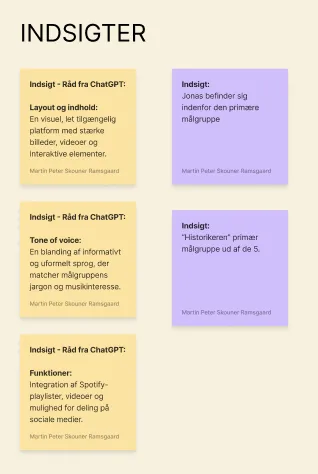 INDSIGTER
Indsigt - Råd fra ChatGPT:
Layout og indhold:
En visuel, let tilgængelig
platform med stærke
billeder, videoer og
interaktive elementer.
Martin Peter Skouner Ramsgaard
Indsigt:
Jonas befinder sig
indenfor den primære
målgruppe
Martin Peter Skouner Ramsgaard
Indsigt - Råd fra ChatGPT:
Tone of voice:
En blanding af informativt
og uformelt sprog, der
matcher målgruppens
jargon og musikinteresse.
Martin Peter Skouner Ramsgaard
Indsigt:
"Historikeren" primær
målgruppe ud af de 5.
Martin Peter Skouner Ramsgaard
Indsigt - Råd fra ChatGPT:
Funktioner:
Integration af Spotify-
playlister, videoer og
mulighed for deling på
sociale medier.
Martin Peter Skouner Ramsgaard